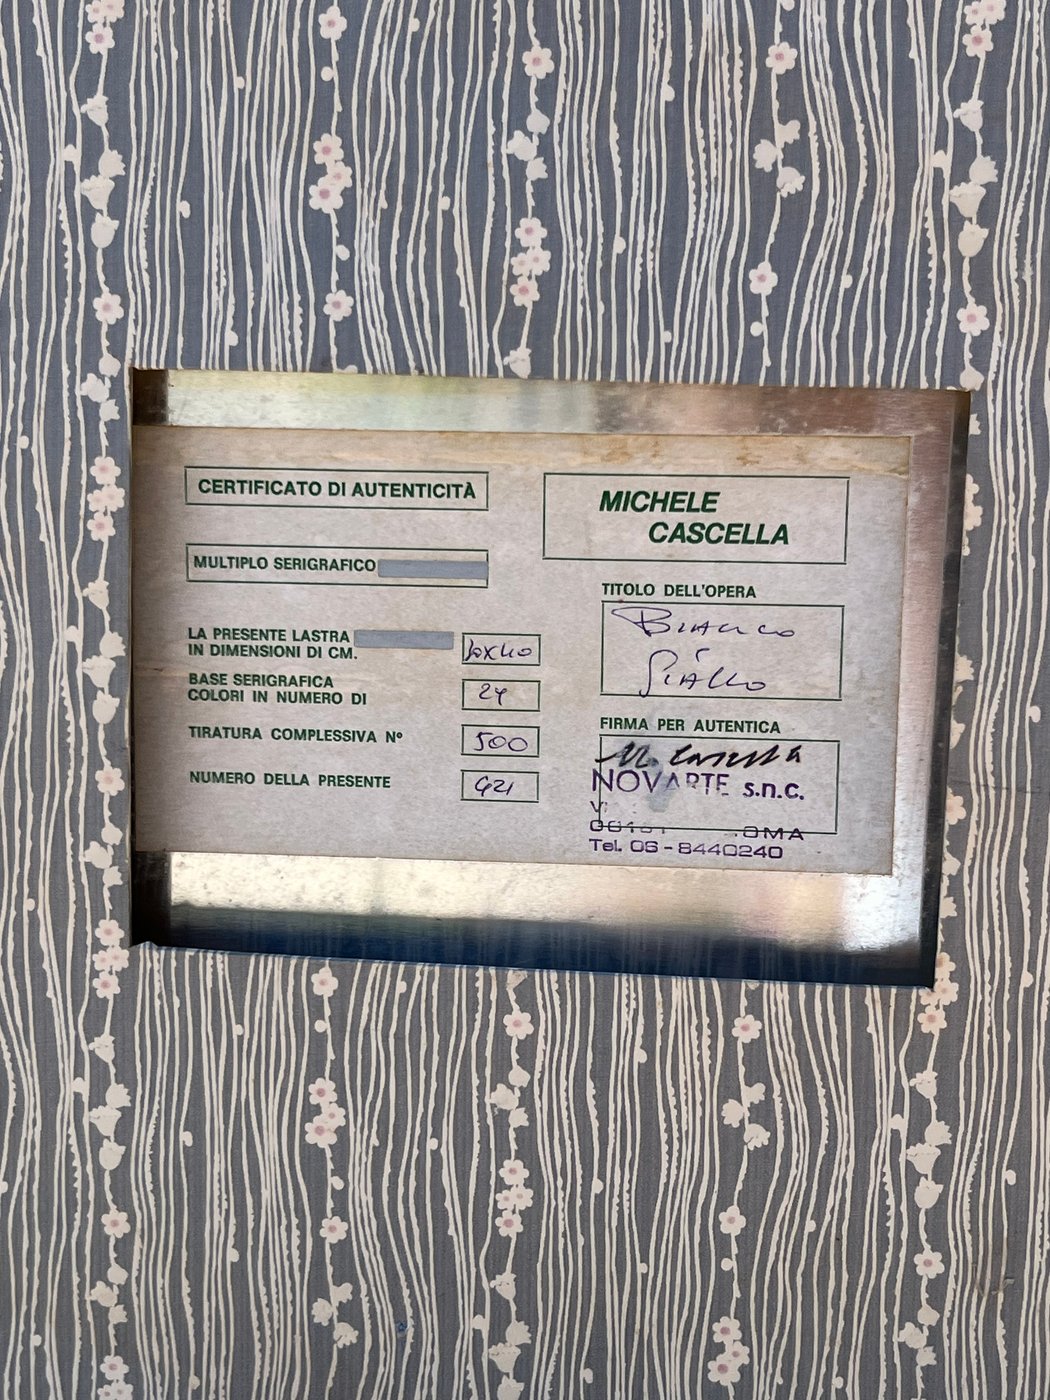 CERTIFICATO DI AUTENTICITÀ
MULTIPLO SERIGRAFICO
LA PRESENTE LASTRA
IN DIMENSIONI DI CM.
BASE SERIGRAFICA
COLORI IN NUMERO DI
24
TIRATURA COMPLESSIVA Nº
500
NUMERO DELLA PRESENTE
421
MICHELE
CASCELLA
TITOLO DELL'OPERA
Bianco
Giallo
FIRMA PER AUTENTICA
M. Cascella
NOVARTE s.n.c.
Tel. 06 - 8440240